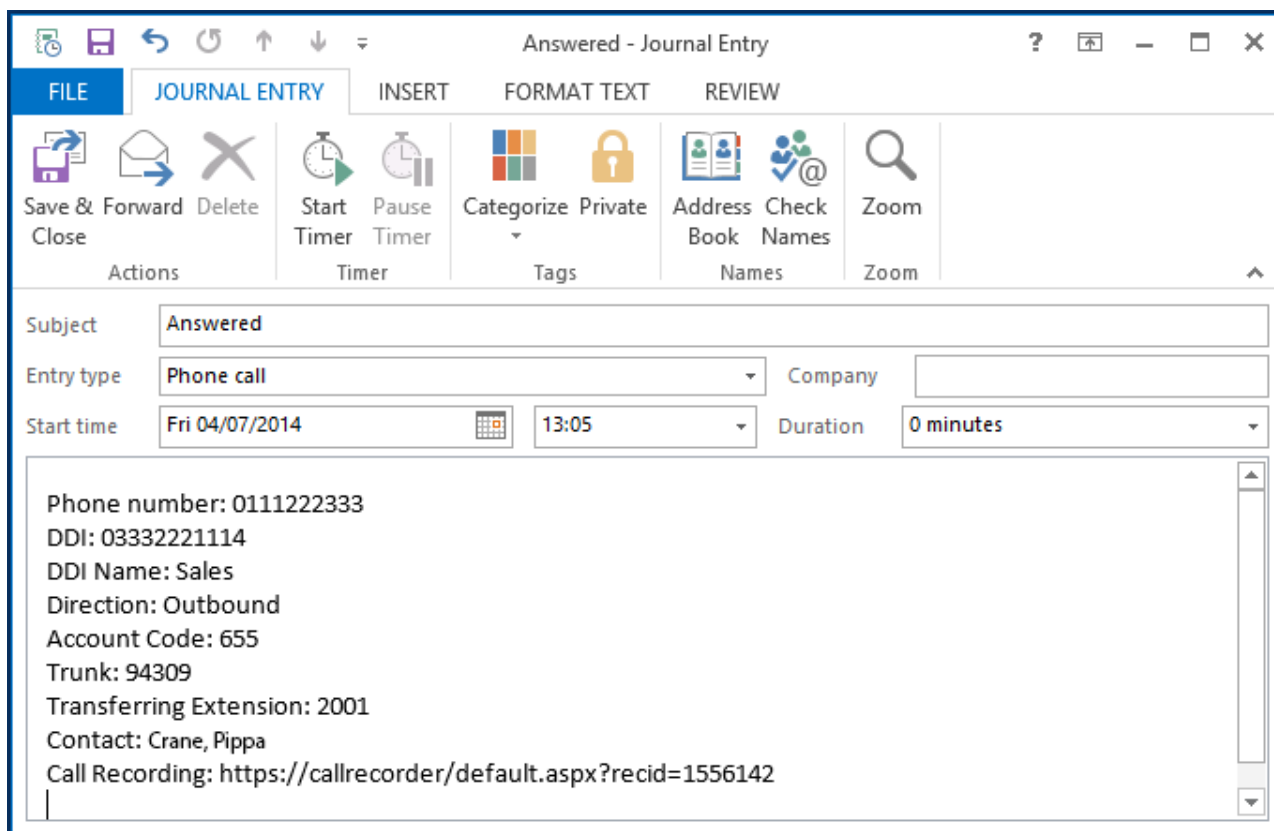 Answered - Journal Entry
?
FILE JOURNAL ENTRY INSERT FORMAT TEXT REVIEW
Save & Close Forward Delete Start Timer Pause Timer Categorize Private Address Book Check Names Zoom
Actions Timer Tags Names Zoom
Subject Answered
Entry type Phone call Company
Start time Fri 04/07/2014 13:05 Duration 0 minutes
Phone number: 0111222333
DDI: 03332221114
DDI Name: Sales
Direction: Outbound
Account Code: 655
Trunk: 94309
Transferring Extension: 2001
Contact: Crane, Pippa
Call Recording: https://callrecorder/default.aspx?recid=1556142